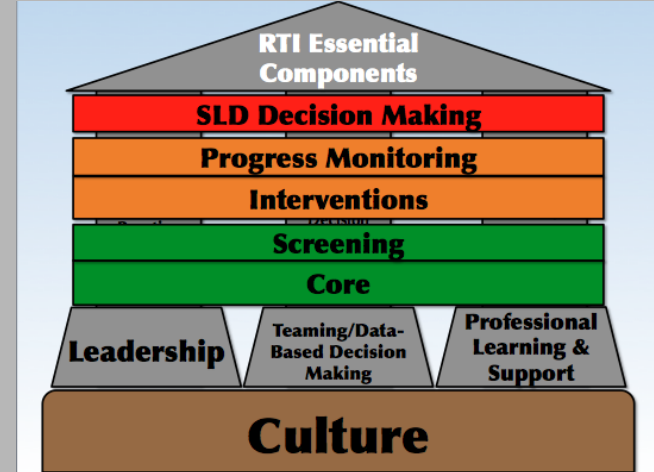 RTI Essential
Components
SLD Decision Making
Progress Monitoring
Interventions
Screening
Core
Leadership
Teaming/Data-
Based Decision
Making
Professional
Learning &
Support
Culture